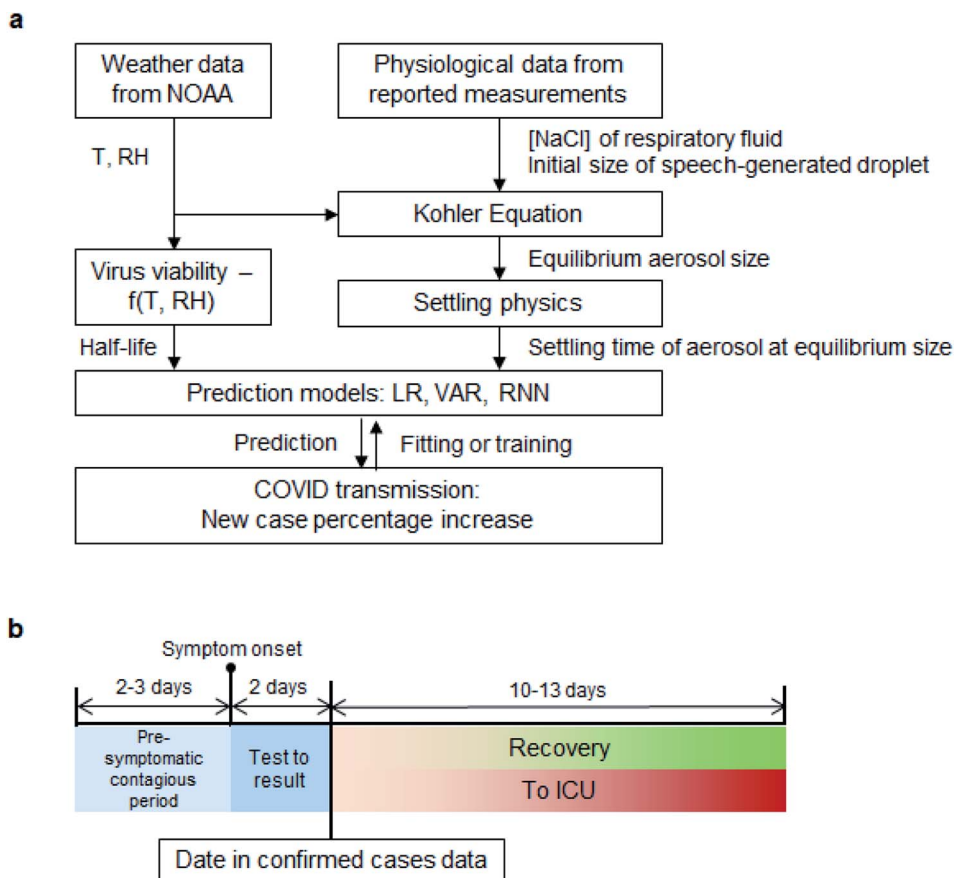 a
Weather data
from NOAA
Physiological data from
reported measurements
T, RH
[NaCl] of respiratory fluid
Initial size of speech-generated droplet
Kohler Equation
Equilibrium aerosol size
Virus viability –
f(T, RH)
Settling physics
Half-life
Settling time of aerosol at equilibrium size
Prediction models: LR, VAR, RNN
Prediction
Fitting or training
COVID transmission:
New case percentage increase
b
Symptom onset
2-3 days
2 days
10-13 days
Pre-
symptomatic
contagious
period
Test to
result
Recovery
To ICU
Date in confirmed cases data